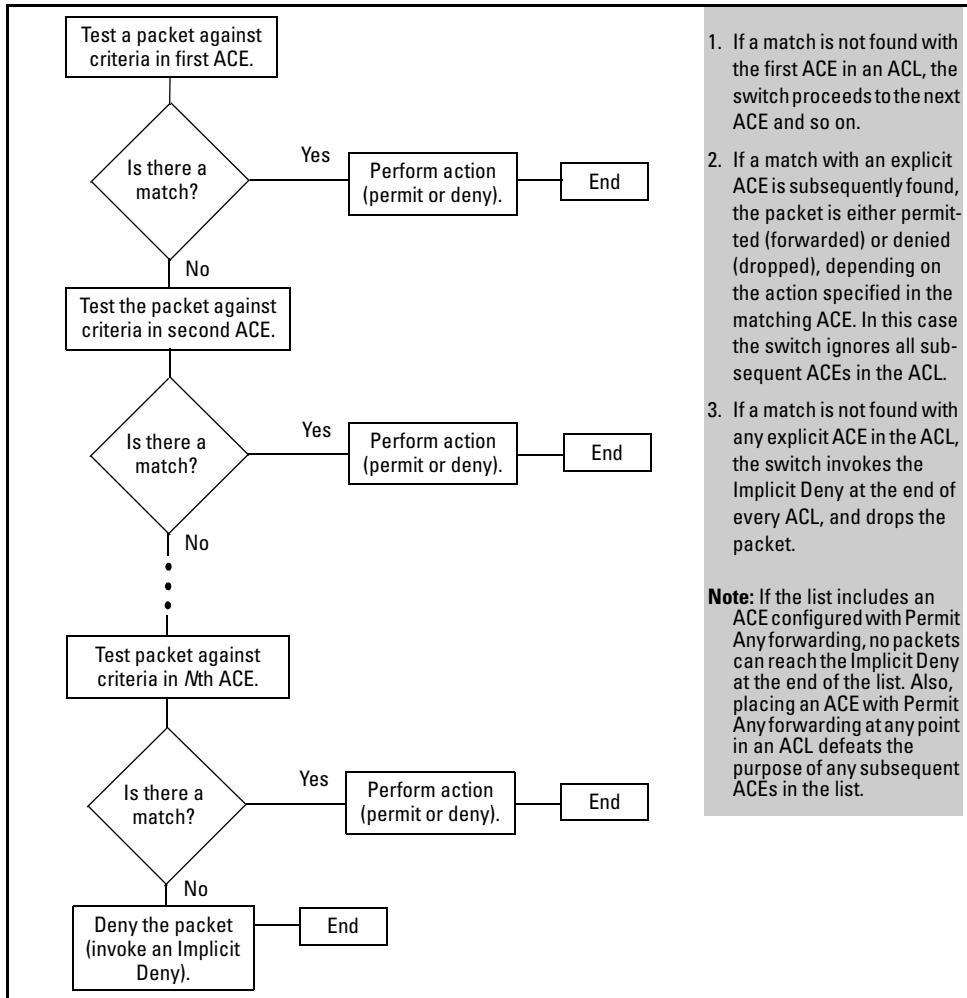 Test a packet against
criteria in first ACE.
Is there a
match?
Yes
Perform action
(permit or deny).
End
No
Test the packet against
criteria in second ACE.
Is there a
match?
Yes
Perform action
(permit or deny).
End
No
Test packet against
criteria in Nth ACE.
Is there a
match?
Yes
Perform action
(permit or deny).
End
No
Deny the packet
(invoke an Implicit
Deny).
End
1. If a match is not found with
the first ACE in an ACL, the
switch proceeds to the next
ACE and so on.
2. If a match with an explicit
ACE is subsequently found,
the packet is either permit-
ted (forwarded) or denied
(dropped), depending on
the action specified in the
matching ACE. In this case
the switch ignores all sub-
sequent ACEs in the ACL.
3. If a match is not found with
any explicit ACE in the ACL,
the switch invokes the
Implicit Deny at the end of
every ACL, and drops the
packet.
Note: If the list includes an
ACE configured with Permit
Any forwarding, no packets
can reach the Implicit Deny
at the end of the list. Also,
placing an ACE with Permit
Any forwarding at any point
in an ACL defeats the
purpose of any subsequent
ACEs in the list.